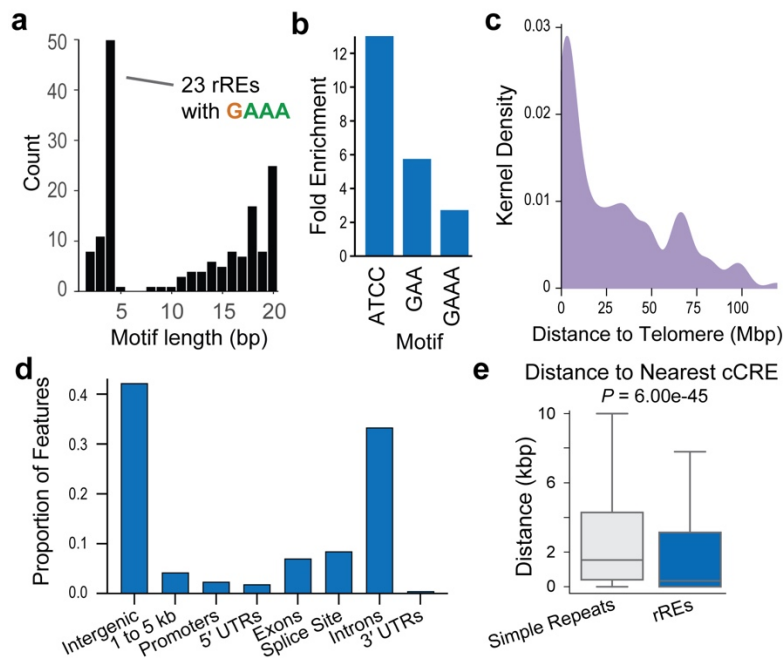 a
Count
50
40
30
20
10
0
5
10
15
20
Motif length (bp)
23 rREs
with GAAA
b
Fold Enrichment
12
10
8
6
4
2
0
ATCC
GAA
GAAA
Motif
c
Kernel Density
0.03
0.02
0.01
0
0
25
50
75
100
Distance to Telomere (Mbp)
d
Proportion of Features
0.4
0.3
0.1
0.0
Intergenic
1 to 5 kb
Promoters
5' UTRs
Exons
Splice Site
Introns
3' UTRs
e
Distance to Nearest cCRE
P = 6.00e-45
Distance (kbp)
10
6
2
0
Simple Repeats
rREs